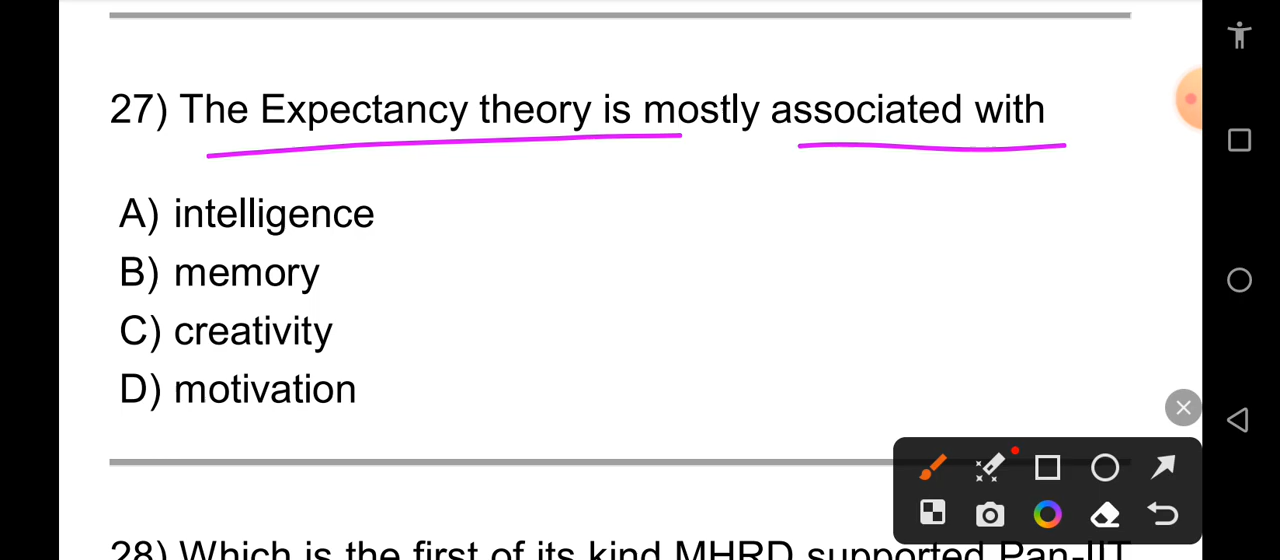 27) The Expectancy theory is mostly associated with
A) intelligence
B) memory
C) creativity
D) motivation
28) Which is the first of its kind MHRD supported Pan-IIT